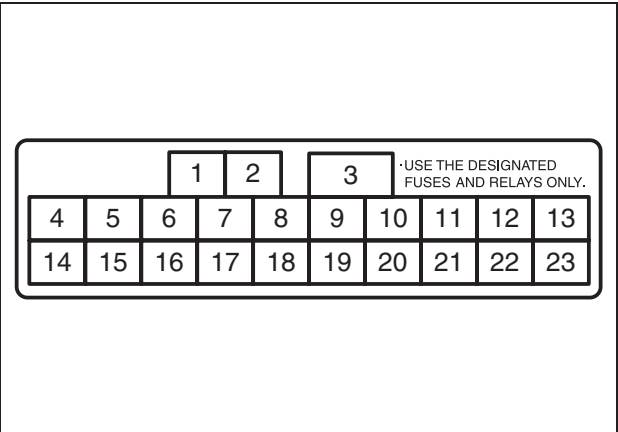 1 2 3 ·USE THE DESIGNATED
FUSES AND RELAYS ONLY.
4 5 6 7 8 9 10 11 12 13
14 15 16 17 18 19 20 21 22 23